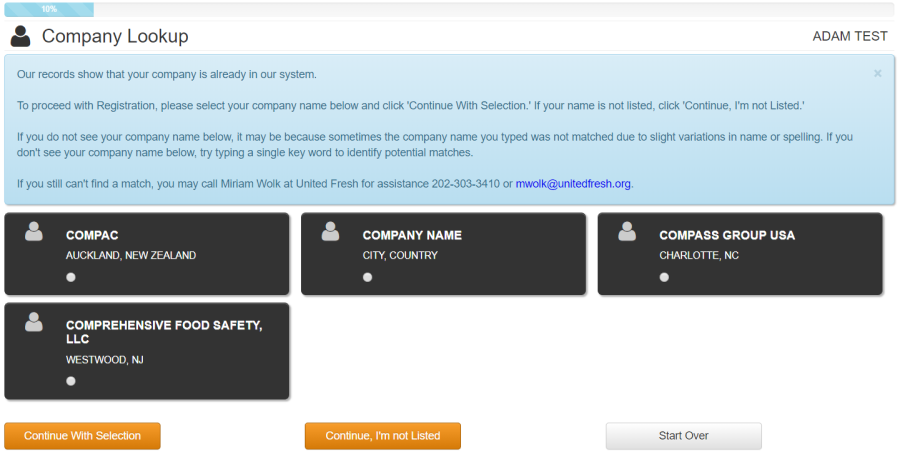 10%
Company Lookup
ADAM TEST
Our records show that your company is already in our system.
×
To proceed with Registration, please select your company name below and click 'Continue With Selection.' If your name is not listed, click 'Continue, I'm not Listed.'
If you do not see your company name below, it may be because sometimes the company name you typed was not matched due to slight variations in name or spelling. If you
don't see your company name below, try typing a single key word to identify potential matches.
If you still can't find a match, you may call Miriam Wolk at United Fresh for assistance 202-303-3410 or mwolk@unitedfresh.org.
COMPAC
AUCKLAND, NEW ZEALAND
COMPANY NAME
CITY, COUNTRY
COMPASS GROUP USA
CHARLOTTE, NC
COMPREHENSIVE FOOD SAFETY,
LLC
WESTWOOD, NJ
Continue With Selection
Continue, I'm not Listed
Start Over